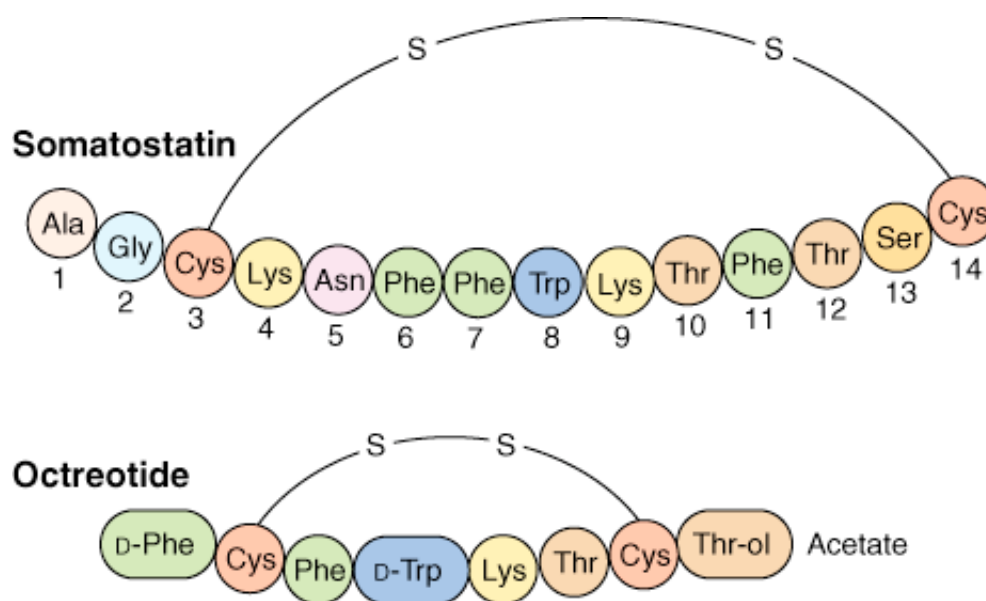 S S
Somatostatin
Ala Gly Cys Lys Asn Phe Phe Trp Lys Thr Phe Thr Ser Cys
1 2 3 4 5 6 7 8 9 10 11 12 13 14
S S
Octreotide
D-Phe Cys Phe D-Trp Lys Thr Cys Thr-ol Acetate